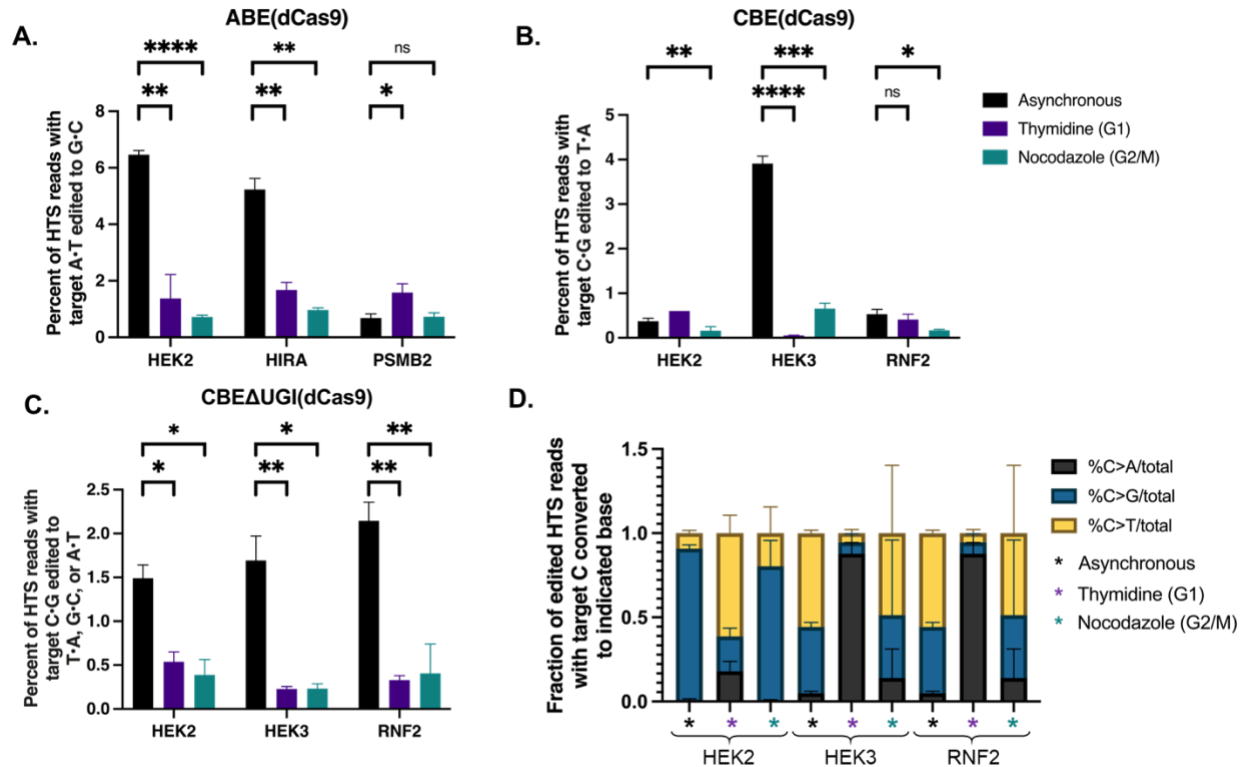 A.
ABE(dCas9)
**** ** ns
** ** *
Percent of HTS reads with
target A•T edited to G•C
8
6
4
2
0
HEK2 HIRA PSMB2
B.
CBE(dCas9)
** *** *
**** ns
Percent of HTS reads with
target C•G edited to T•A
5
4
3
2
1
0
HEK2 HEK3 RNF2
Asynchronous
Thymidine (G1)
Nocodazole (G2/M)
C.
CBEΔUGI(dCas9)
* * **
* ** **
Percent of HTS reads with
target C•G edited to
T•A, G•C, or A•T
2.5
2.0
1.5
1.0
0.5
0.0
HEK2 HEK3 RNF2
D.
Fraction of edited HTS reads
with target C converted
to indicated base
1.5
1.0
0.5
0.0
* * * * * * * * *
HEK2 HEK3 RNF2
%C>A/total
%C>G/total
%C>T/total
* Asynchronous
* Thymidine (G1)
* Nocodazole (G2/M)